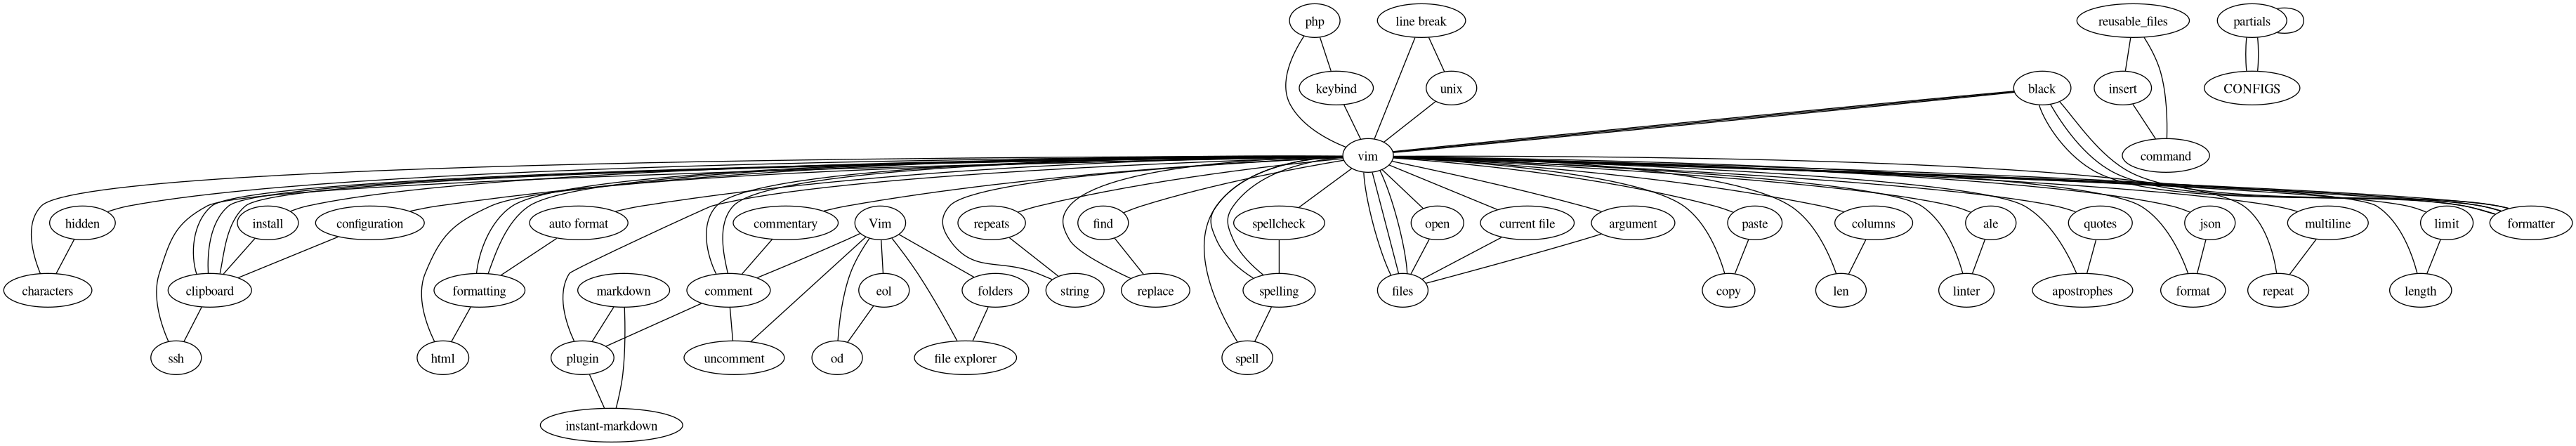 php
line break
reusable_files
partials
keybind
unix
black
insert
CONFIGS
vim
command
hidden
install
configuration
auto format
commentary
Vim
repeats
find
spellcheck
open
current file
argument
paste
columns
ale
quotes
json
multiline
limit
formatter
characters
clipboard
formatting
markdown
comment
eol
folders
string
replace
spelling
files
copy
len
linter
apostrophes
format
repeat
length
ssh
html
plugin
uncomment
od
file explorer
spell
instant-markdown